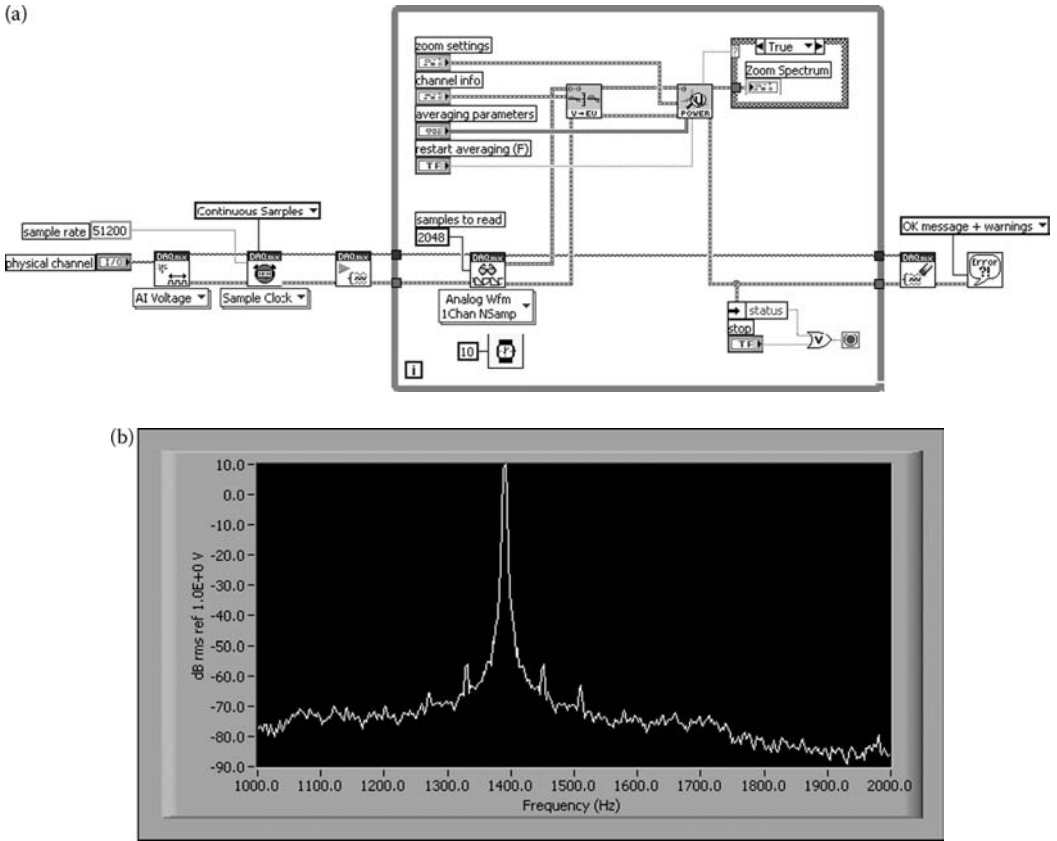 (a)
True
zoom settings
Zoom Spectrum
channel info
V→EU
POWER
averaging parameters
restart averaging (F)
TF
Continuous Samples
samples to read
OK message + warnings
sample rate 51200
2048
physical channel I/O
DAQmx
DAQmx
DAQmx
DAQmx
DAQmx
Error
?!
AI Voltage
Sample Clock
Analog Wfm
1Chan NSamp
status
stop
TF
V
10
i
(b)
10.0
0.0
-10.0
-20.0
-30.0
-40.0
-50.0
-60.0
-70.0
-80.0
-90.0
dB rms ref 1.0E+0 V
1000.0 1100.0 1200.0 1300.0 1400.0 1500.0 1600.0 1700.0 1800.0 1900.0 2000.0
Frequency (Hz)